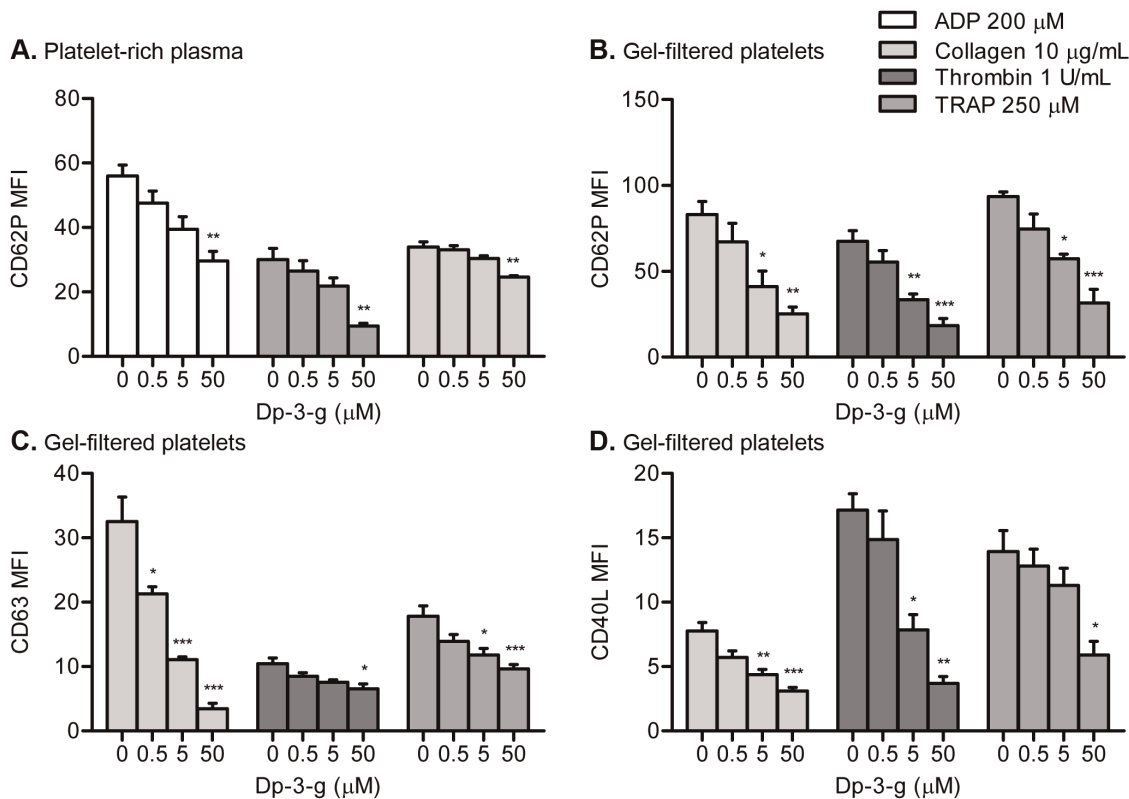 ADP 200 μM
Collagen 10 μg/mL
Thrombin 1 U/mL
TRAP 250 μM
A. Platelet-rich plasma
80
60
40
20
0
CD62P MFI
**
**
**
0 0.5 5 50 0 0.5 5 50 0 0.5 5 50
Dp-3-g (μM)
B. Gel-filtered platelets
150
100
50
0
CD62P MFI
*
**
**
***
*
***
0 0.5 5 50 0 0.5 5 50 0 0.5 5 50
Dp-3-g (μM)
C. Gel-filtered platelets
40
30
20
10
0
CD63 MFI
*
***
***
*
*
***
0 0.5 5 50 0 0.5 5 50 0 0.5 5 50
Dp-3-g (μM)
D. Gel-filtered platelets
20
15
10
5
0
CD40L MFI
**
***
*
**
*
0 0.5 5 50 0 0.5 5 50 0 0.5 5 50
Dp-3-g (μM)